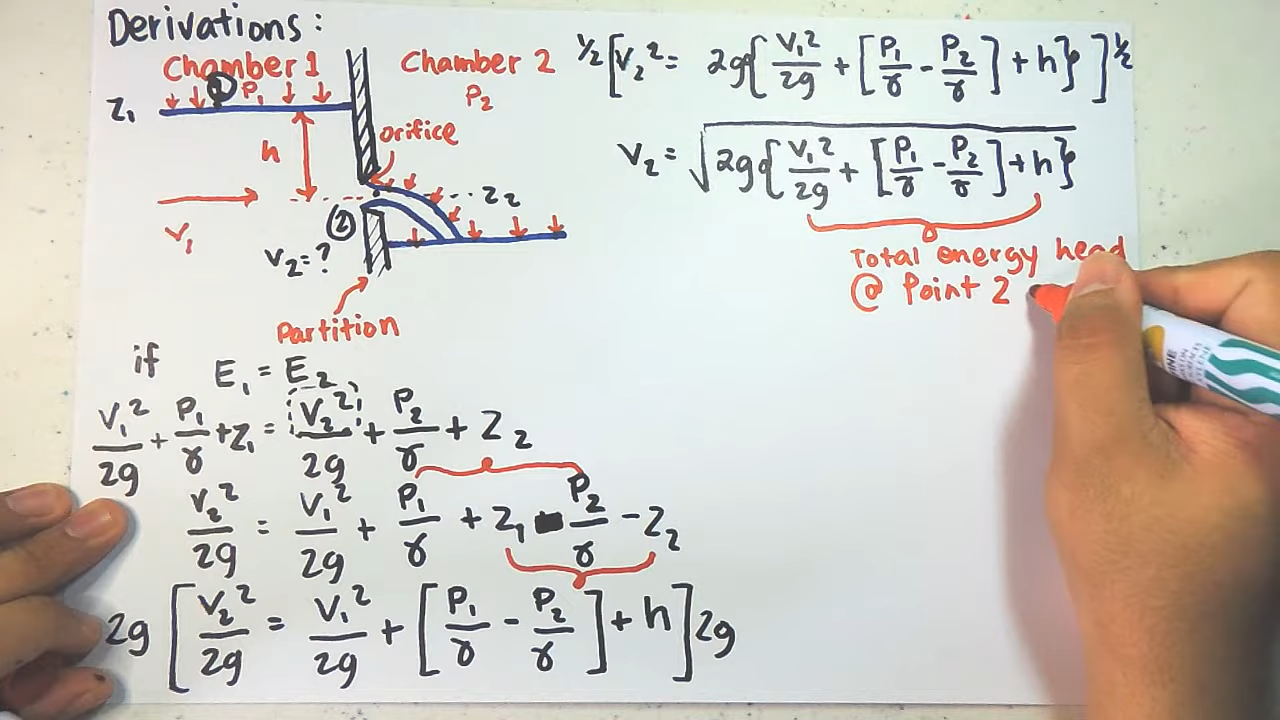 Derivations:
Chamber 1
Chamber 2
① P₁
P₂
Z₁
orifice
h
Z₂
V₁
②
V₂ = ?
Partition
if
E₁ = E₂
V₁²/2g + P₁/γ + Z₁ = V₂²/2g + P₂/γ + Z₂
V₂²/2g = V₁²/2g + P₁/γ + Z₁ - P₂/γ - Z₂
2g [ V₂²/2g = V₁²/2g + [ P₁/γ - P₂/γ ] + h ] 2g
1/2 [ V₂² = 2g { V₁²/2g + [ P₁/γ - P₂/γ ] + h } ] 1/2
V₂ = √ 2g { V₁²/2g + [ P₁/γ - P₂/γ ] + h }
Total energy head
@ Point 2